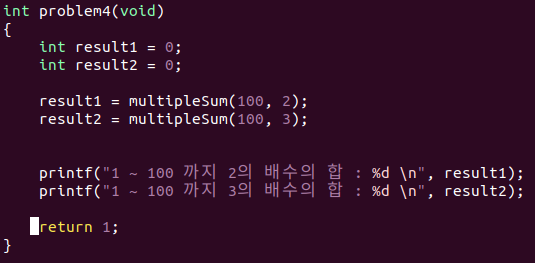 int problem4(void)
{
    int result1 = 0;
    int result2 = 0;

    result1 = multipleSum(100, 2);
    result2 = multipleSum(100, 3);


    printf("1 ~ 100 까지 2의 배수의 합 : %d \n", result1);
    printf("1 ~ 100 까지 3의 배수의 합 : %d \n", result2);

    return 1;
}